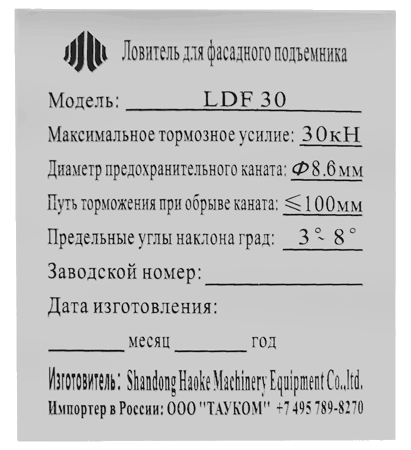 Ловитель для фасадного подъемника
Модель: LDF 30
Максимальное тормозное усилие: 30кН
Диаметр предохранительного каната: Φ8.6мм
Путь торможения при обрыве каната: ≤100мм
Предельные углы наклона град: 3°~ 8°
Заводской номер:
Дата изготовления:
месяц год
Изготовитель: Shandong Haoke Machinery Equipment Co.,ltd.
Импортер в России: ООО "ТАУКОМ" +7 495 789-8270